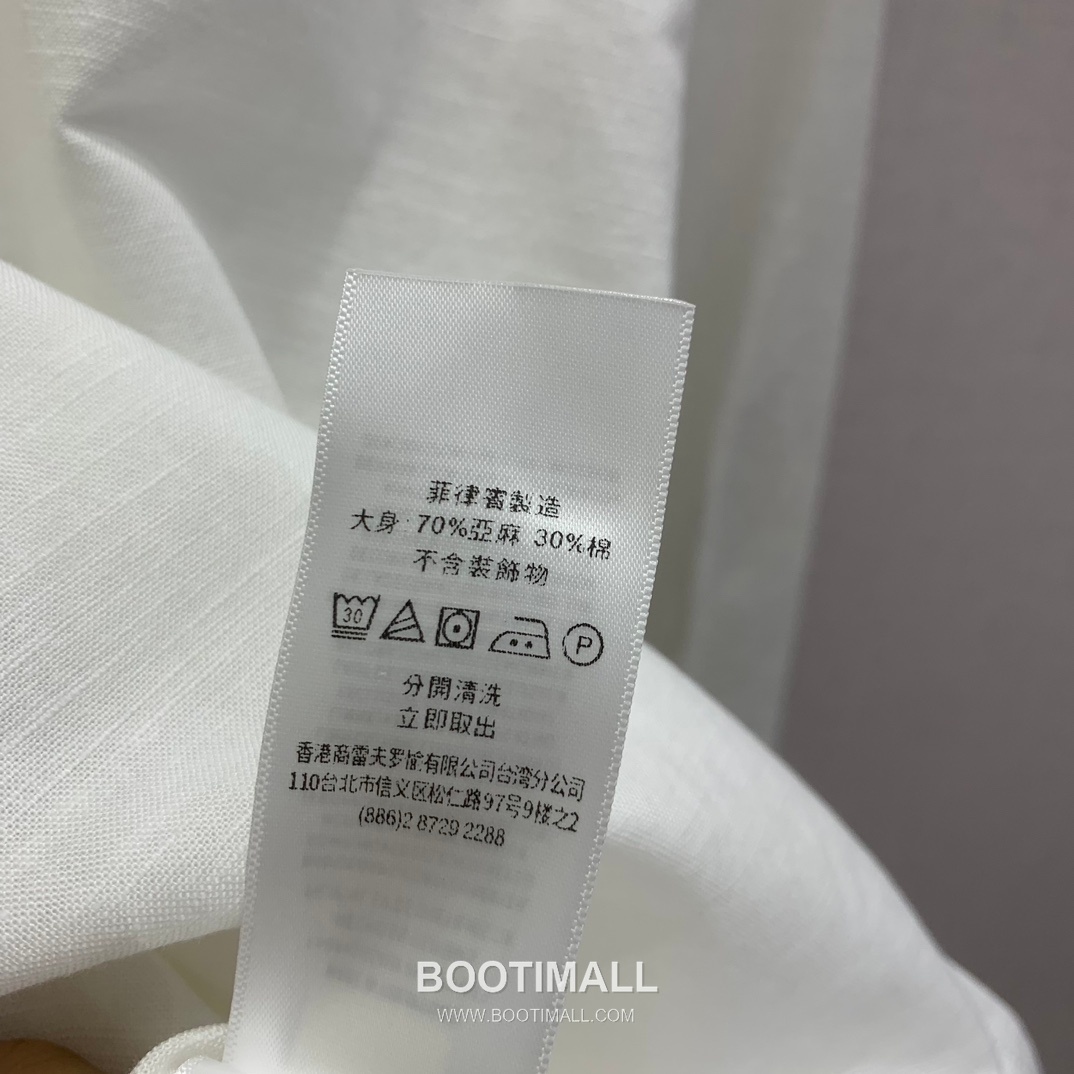 菲律賓製造
大身: 70%亞麻 30%棉
不含裝飾物
30
P
分開清洗
立即取出
香港商雷夫罗愉有限公司台湾分公司
110台北市信义区松仁路97号9楼之2
(886)2 8729 2288
BOOTIMALL
WWW.BOOTIMALL.COM